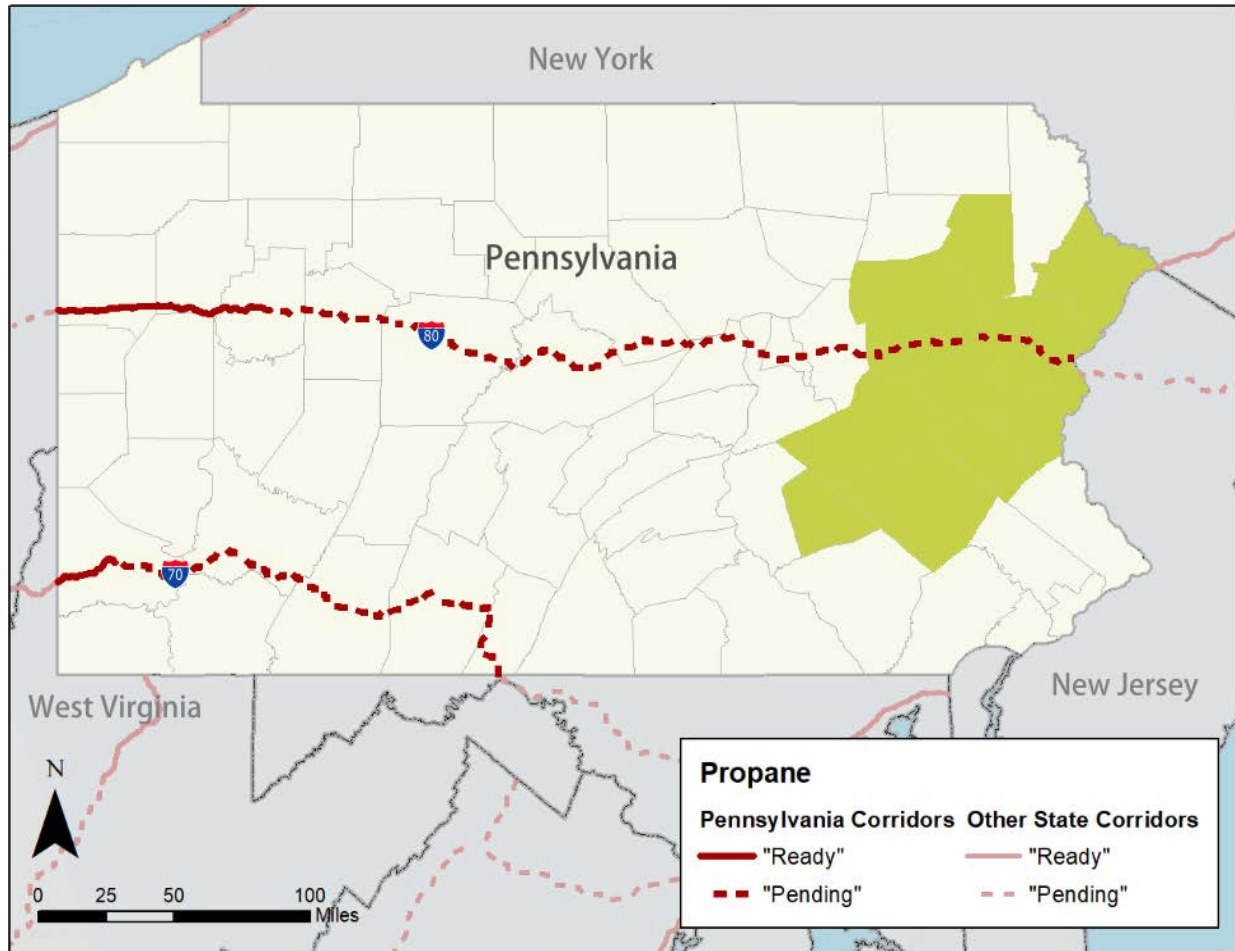 New York
Pennsylvania
80
70
West Virginia
New Jersey
N
0 25 50 100
Miles
Propane
Pennsylvania Corridors Other State Corridors
"Ready" "Ready"
"Pending" "Pending"